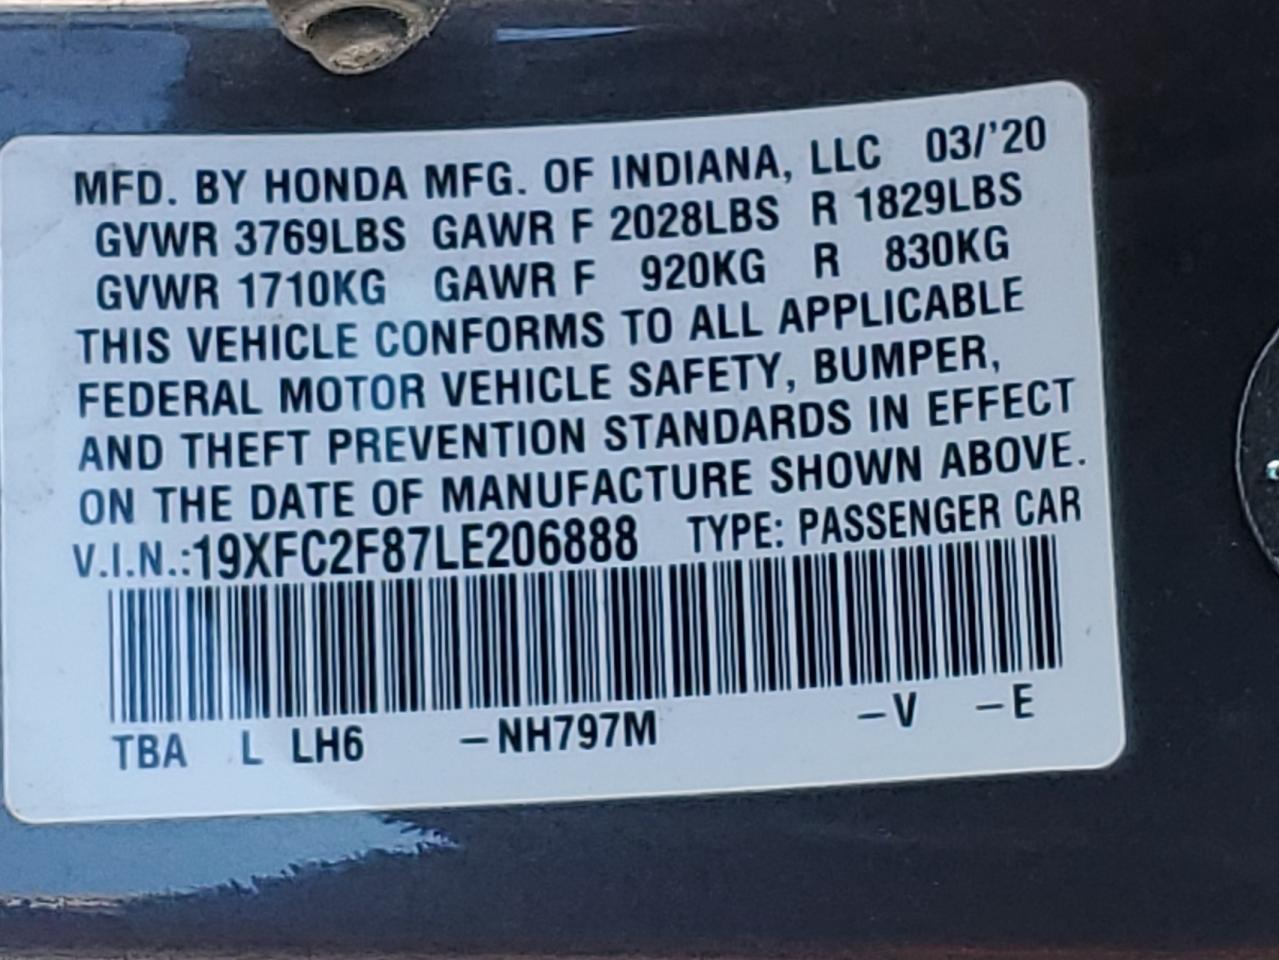 MFD. BY HONDA MFG. OF INDIANA, LLC 03/'20
GVWR 3769LBS GAWR F 2028LBS R 1829LBS
GVWR 1710KG GAWR F 920KG R 830KG
THIS VEHICLE CONFORMS TO ALL APPLICABLE
FEDERAL MOTOR VEHICLE SAFETY, BUMPER,
AND THEFT PREVENTION STANDARDS IN EFFECT
ON THE DATE OF MANUFACTURE SHOWN ABOVE.
V.I.N.:19XFC2F87LE206888 TYPE: PASSENGER CAR
TBA L LH6 -NH797M -V -E